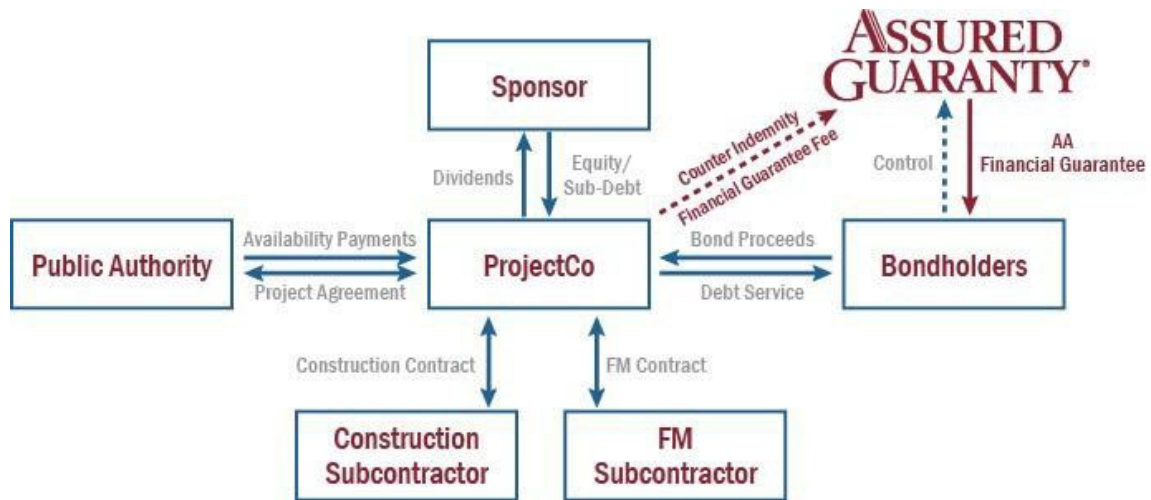 ASSURED
GUARANTY®
Sponsor
Counter Indemnity
Financial Guarantee Fee
Dividends
Equity/
Sub-Debt
Control
AA
Financial Guarantee
Public Authority
Availability Payments
Project Agreement
ProjectCo
Bond Proceeds
Debt Service
Bondholders
Construction Contract
FM Contract
Construction
Subcontractor
FM
Subcontractor